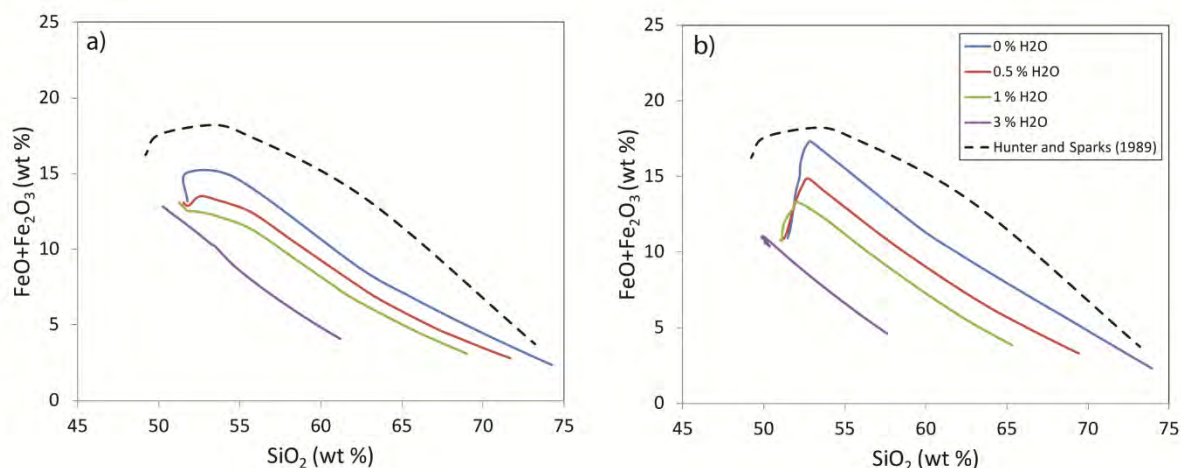 a)
25
20
15
10
5
0
FeO+Fe2O3 (wt %)
45 50 55 60 65 70 75
SiO2 (wt %)
b)
25
20
15
10
5
0
FeO+Fe2O3 (wt %)
45 50 55 60 65 70 75
SiO2 (wt %)
0 % H2O
0.5 % H2O
1 % H2O
3 % H2O
Hunter and Sparks (1989)